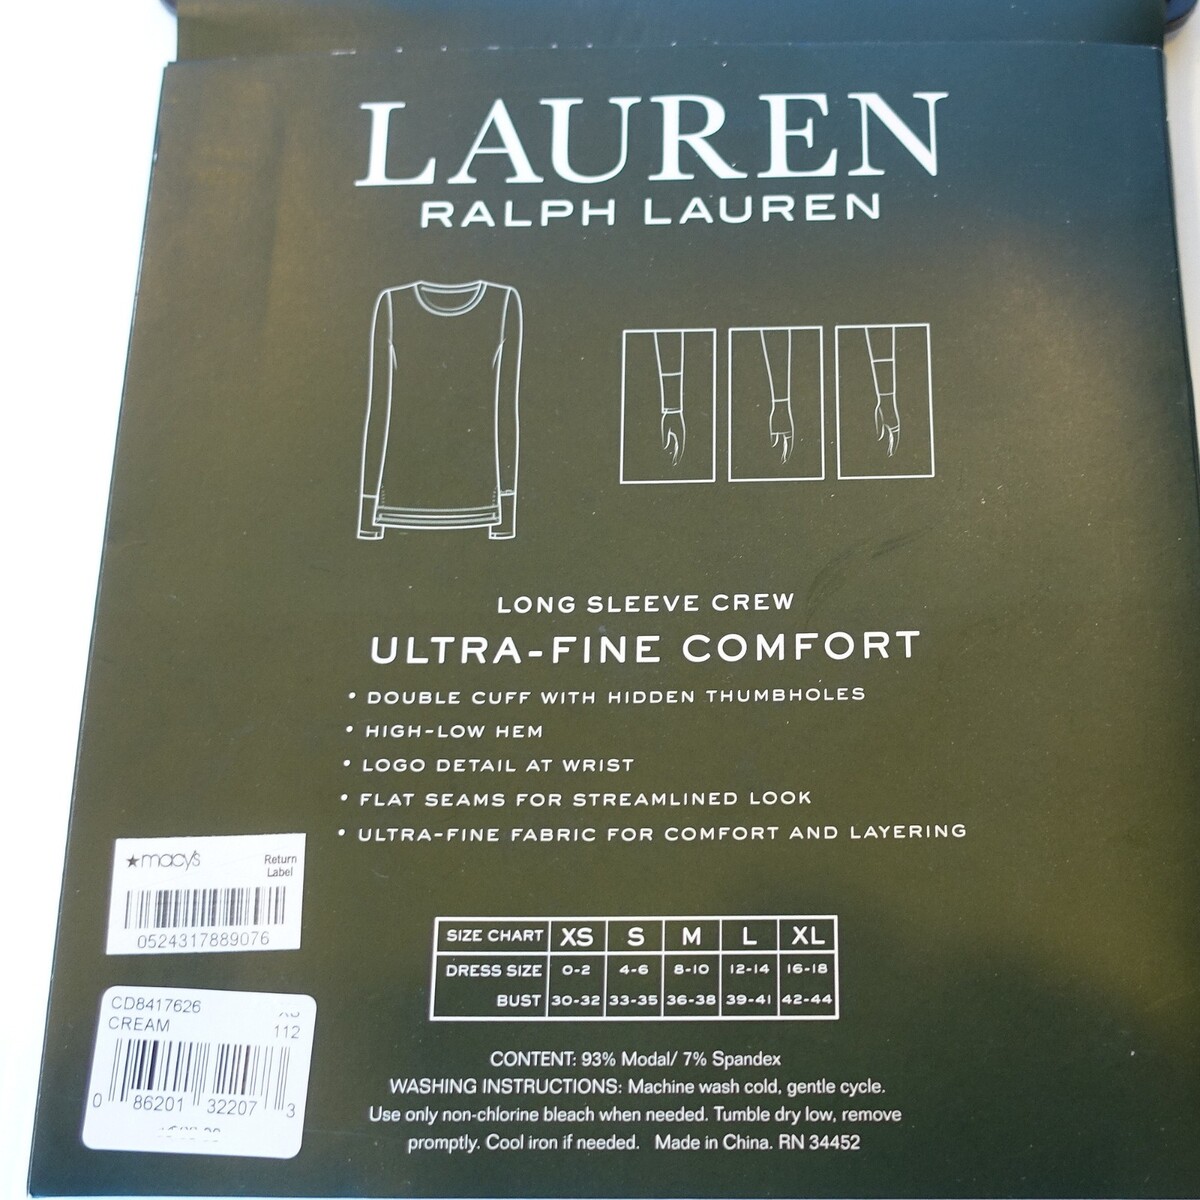 LAUREN
RALPH LAUREN
LONG SLEEVE CREW
ULTRA-FINE COMFORT
• DOUBLE CUFF WITH HIDDEN THUMBHOLES
• HIGH-LOW HEM
• LOGO DETAIL AT WRIST
• FLAT SEAMS FOR STREAMLINED LOOK
• ULTRA-FINE FABRIC FOR COMFORT AND LAYERING
★macy's Return
Label
0524317889076
SIZE CHART XS S M L XL
DRESS SIZE 0-2 4-6 8-10 12-14 16-18
BUST 30-32 33-35 36-38 39-41 42-44
CD8417626
CREAM 112
0 86201 32207 3
CONTENT: 93% Modal/ 7% Spandex
WASHING INSTRUCTIONS: Machine wash cold, gentle cycle.
Use only non-chlorine bleach when needed. Tumble dry low, remove
promptly. Cool iron if needed. Made in China. RN 34452